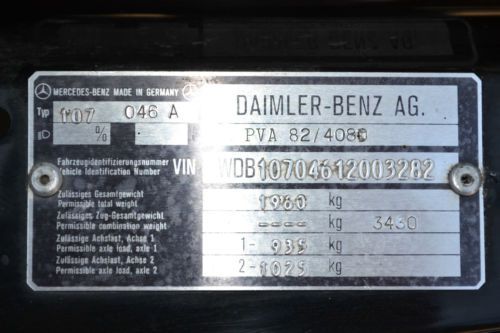 MERCEDES-BENZ MADE IN GERMANY
DAIMLER-BENZ AG.
Typ 107 046 A
%
PVA 82/4080
Fahrzeugidentifizierungsnummer
Vehicle Identification Number
VIN WDB10704612003282
Zulässiges Gesamtgewicht
Permissible total weight
1960 kg
Zulässiges Zug-Gesamtgewicht
Permissible combination weight
---- kg 3430
Zulässige Achslast, Achse 1
Permissible axle load, axle 1
1- 935 kg
Zulässige Achslast, Achse 2
Permissible axle load, axle 2
2- 1025 kg